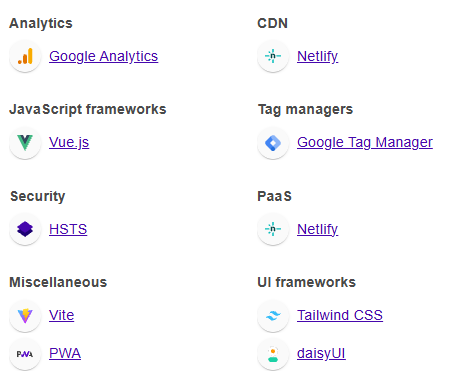 Analytics
Google Analytics
CDN
Netlify
JavaScript frameworks
Vue.js
Tag managers
Google Tag Manager
Security
HSTS
PaaS
Netlify
Miscellaneous
Vite
PWA
PWA
UI frameworks
Tailwind CSS
daisyUI